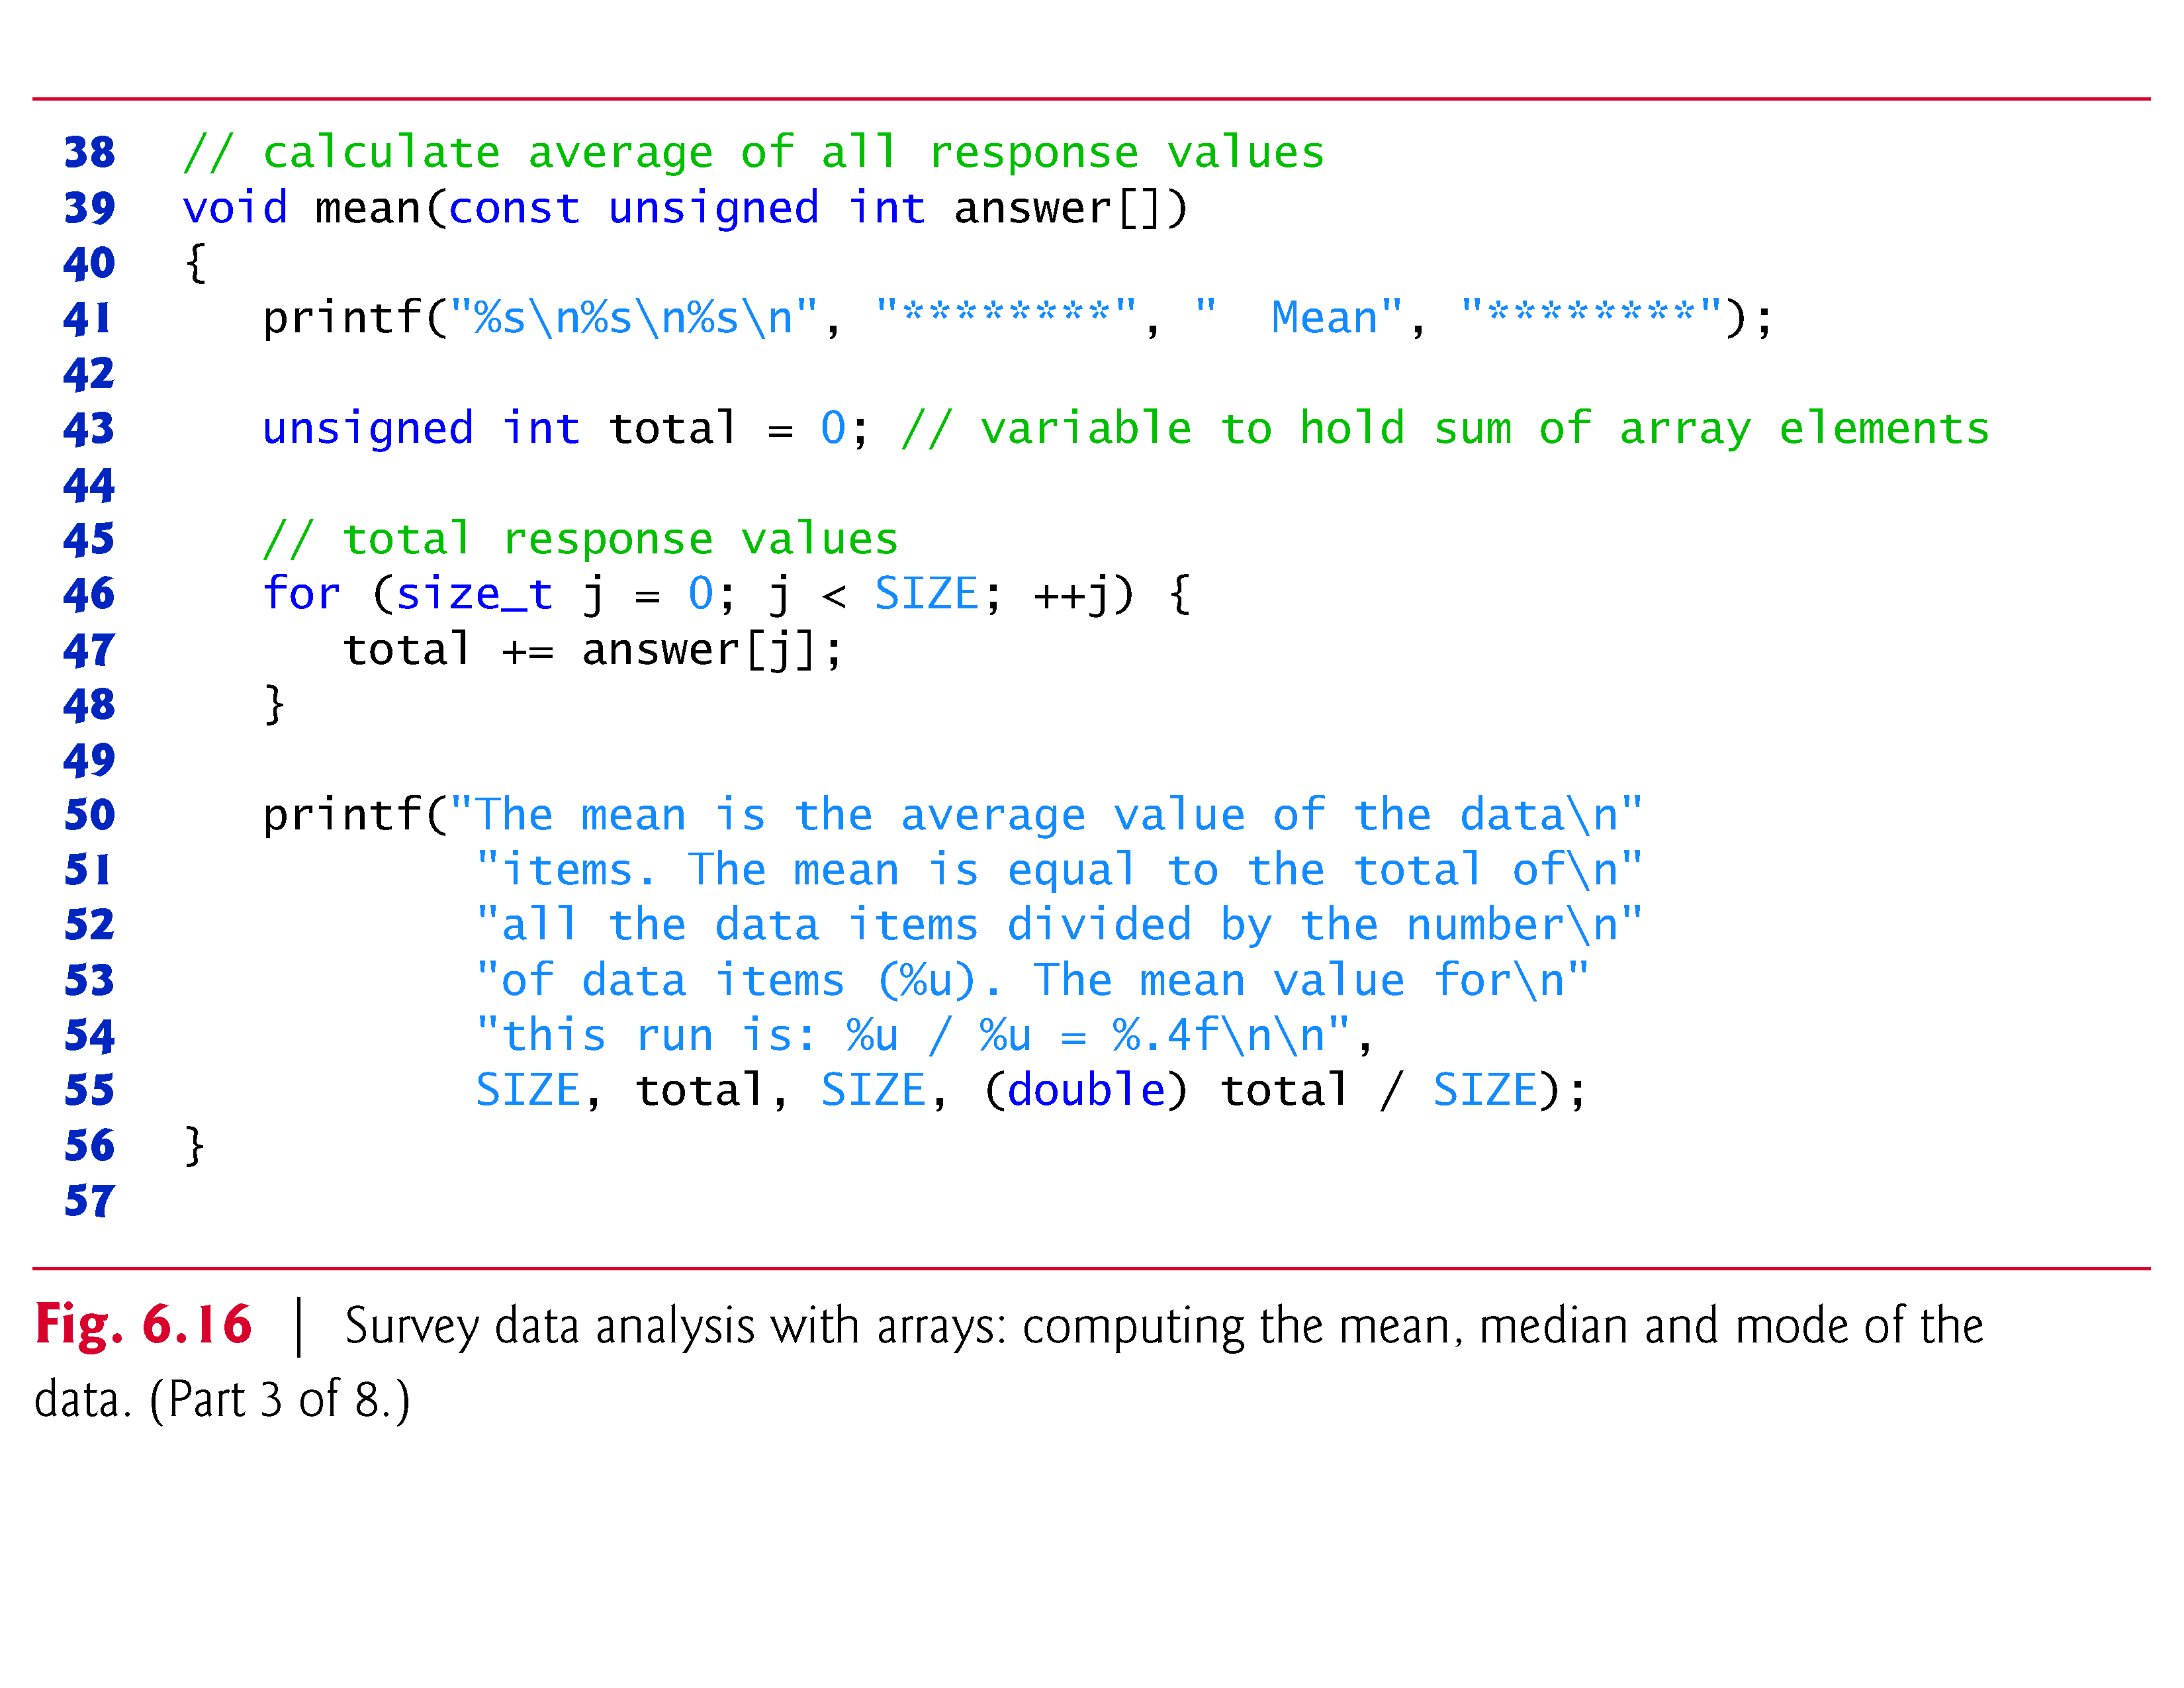 38 // calculate average of all response values
39 void mean(const unsigned int answer[])
40 {
41    printf("%s\n%s\n%s\n", "********", "  Mean", "********");
42
43    unsigned int total = 0; // variable to hold sum of array elements
44
45    // total response values
46    for (size_t j = 0; j < SIZE; ++j) {
47       total += answer[j];
48    }
49
50    printf("The mean is the average value of the data\n"
51            "items. The mean is equal to the total of\n"
52            "all the data items divided by the number\n"
53            "of data items (%u). The mean value for\n"
54            "this run is: %u / %u = %.4f\n\n",
55            SIZE, total, SIZE, (double) total / SIZE);
56 }
57
Fig. 6.16 | Survey data analysis with arrays: computing the mean, median and mode of the
data. (Part 3 of 8.)